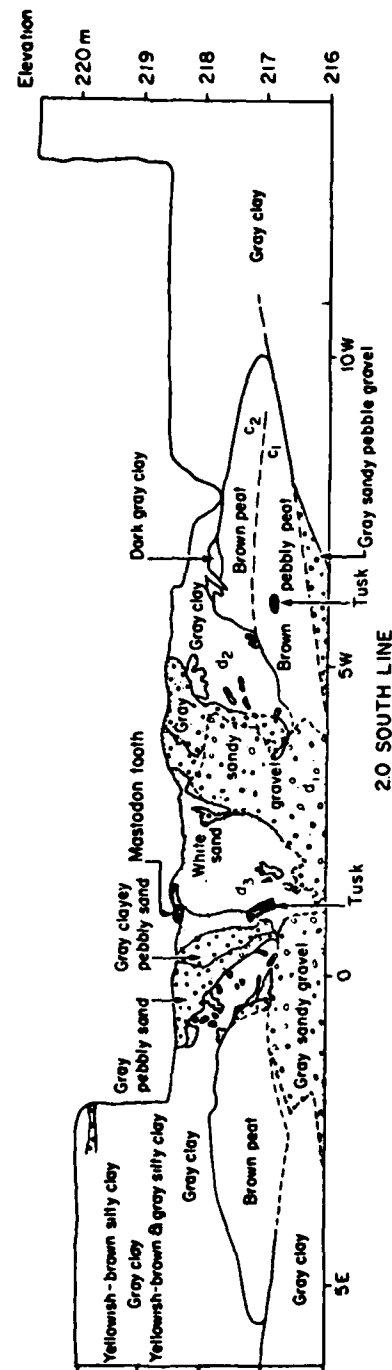 Elevation
220 m
219
218
217
216
Yellowish-brown silty clay
Gray clay
Yellowish-brown & gray silty clay
Gray clay
Brown peat
Gray clay
Gray pebbly sand
Gray clayey pebbly sand
Mastodon tooth
White sand
d3
Gray sandy gravel
Tusk
Gray
sandy
gravel
d1
Gray clay
d2
Dark gray clay
Brown peat
c2
c1
Brown pebbly peat
Tusk
Gray sandy pebble gravel
Gray clay
5E
0
5W
10W
2.0 SOUTH LINE